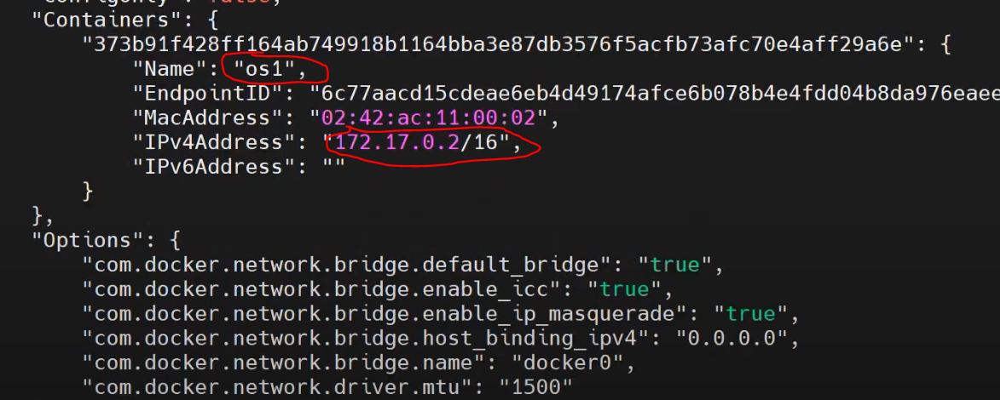 "Containers": {
"373b91f428ff164ab749918b1164bba3e87db3576f5acfb73afc70e4aff29a6e": {
"Name": "os1",
"EndpointID": "6c77aacd15cdeae6eb4d49174afce6b078b4e4fdd04b8da976eaee
"MacAddress": "02:42:ac:11:00:02",
"IPv4Address": "172.17.0.2/16",
"IPv6Address": ""
}
},
"Options": {
"com.docker.network.bridge.default_bridge": "true",
"com.docker.network.bridge.enable_icc": "true",
"com.docker.network.bridge.enable_ip_masquerade": "true",
"com.docker.network.bridge.host_binding_ipv4": "0.0.0.0",
"com.docker.network.bridge.name": "docker0",
"com.docker.network.driver.mtu": "1500"